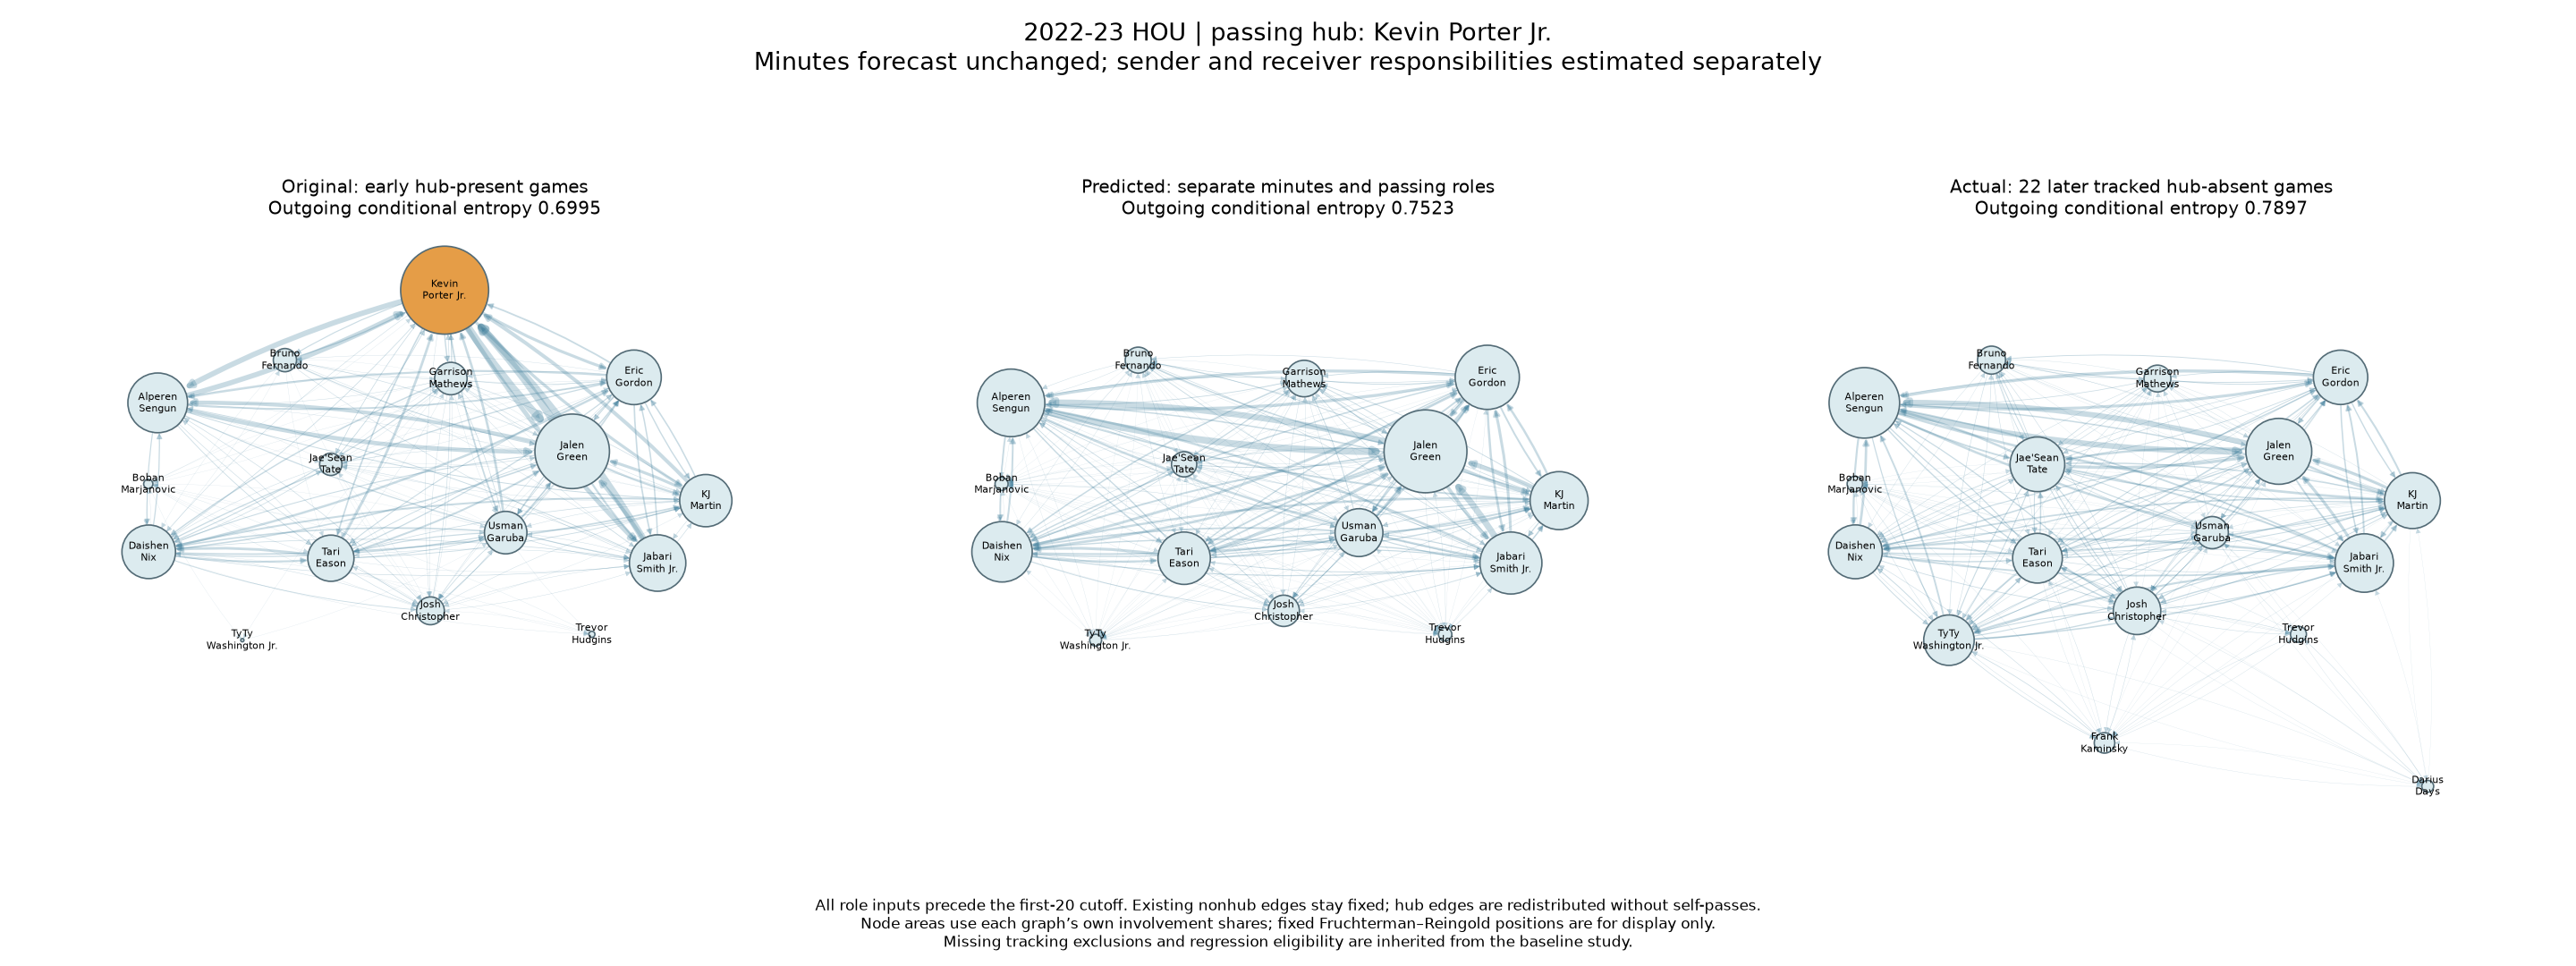 2022-23 HOU | passing hub: Kevin Porter Jr.
Minutes forecast unchanged; sender and receiver responsibilities estimated separately
Original: early hub-present games
Outgoing conditional entropy 0.6995
Kevin
Porter Jr.
Bruno
Fernando
Garrison
Mathews
Eric
Gordon
Alperen
Sengun
Jalen
Green
Jae'Sean
Tate
Boban
Marjanovic
KJ
Martin
Usman
Garuba
Daishen
Nix
Tari
Eason
Jabari
Smith Jr.
Josh
Christopher
TyTy
Washington Jr.
Trevor
Hudgins
Predicted: separate minutes and passing roles
Outgoing conditional entropy 0.7523
Bruno
Fernando
Garrison
Mathews
Eric
Gordon
Alperen
Sengun
Jalen
Green
Jae'Sean
Tate
Boban
Marjanovic
KJ
Martin
Usman
Garuba
Daishen
Nix
Tari
Eason
Jabari
Smith Jr.
Josh
Christopher
TyTy
Washington Jr.
Trevor
Hudgins
Actual: 22 later tracked hub-absent games
Outgoing conditional entropy 0.7897
Bruno
Fernando
Garrison
Mathews
Eric
Gordon
Alperen
Sengun
Jalen
Green
Jae'Sean
Tate
Boban
Marjanovic
KJ
Martin
Usman
Garuba
Daishen
Nix
Tari
Eason
Jabari
Smith Jr.
Josh
Christopher
TyTy
Washington Jr.
Trevor
Hudgins
Frank
Kaminsky
Darius
Days
All role inputs precede the first-20 cutoff. Existing nonhub edges stay fixed; hub edges are redistributed without self-passes.
Node areas use each graph’s own involvement shares; fixed Fruchterman–Reingold positions are for display only.
Missing tracking exclusions and regression eligibility are inherited from the baseline study.